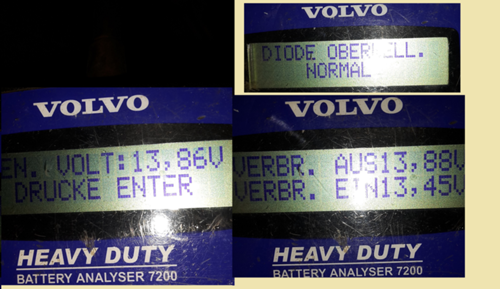 VOLVO
DIODE
NORMAL
VOLVO
EN. VOLT:13,86V
DRUCKE ENTER
HEAVY DUTY
BATTERY ANALYSER 7200
VOLVO
VERBR. AUS13,88V
VERBR. EIN13,45V
HEAVY DUTY
BATTERY ANALYSER 7200